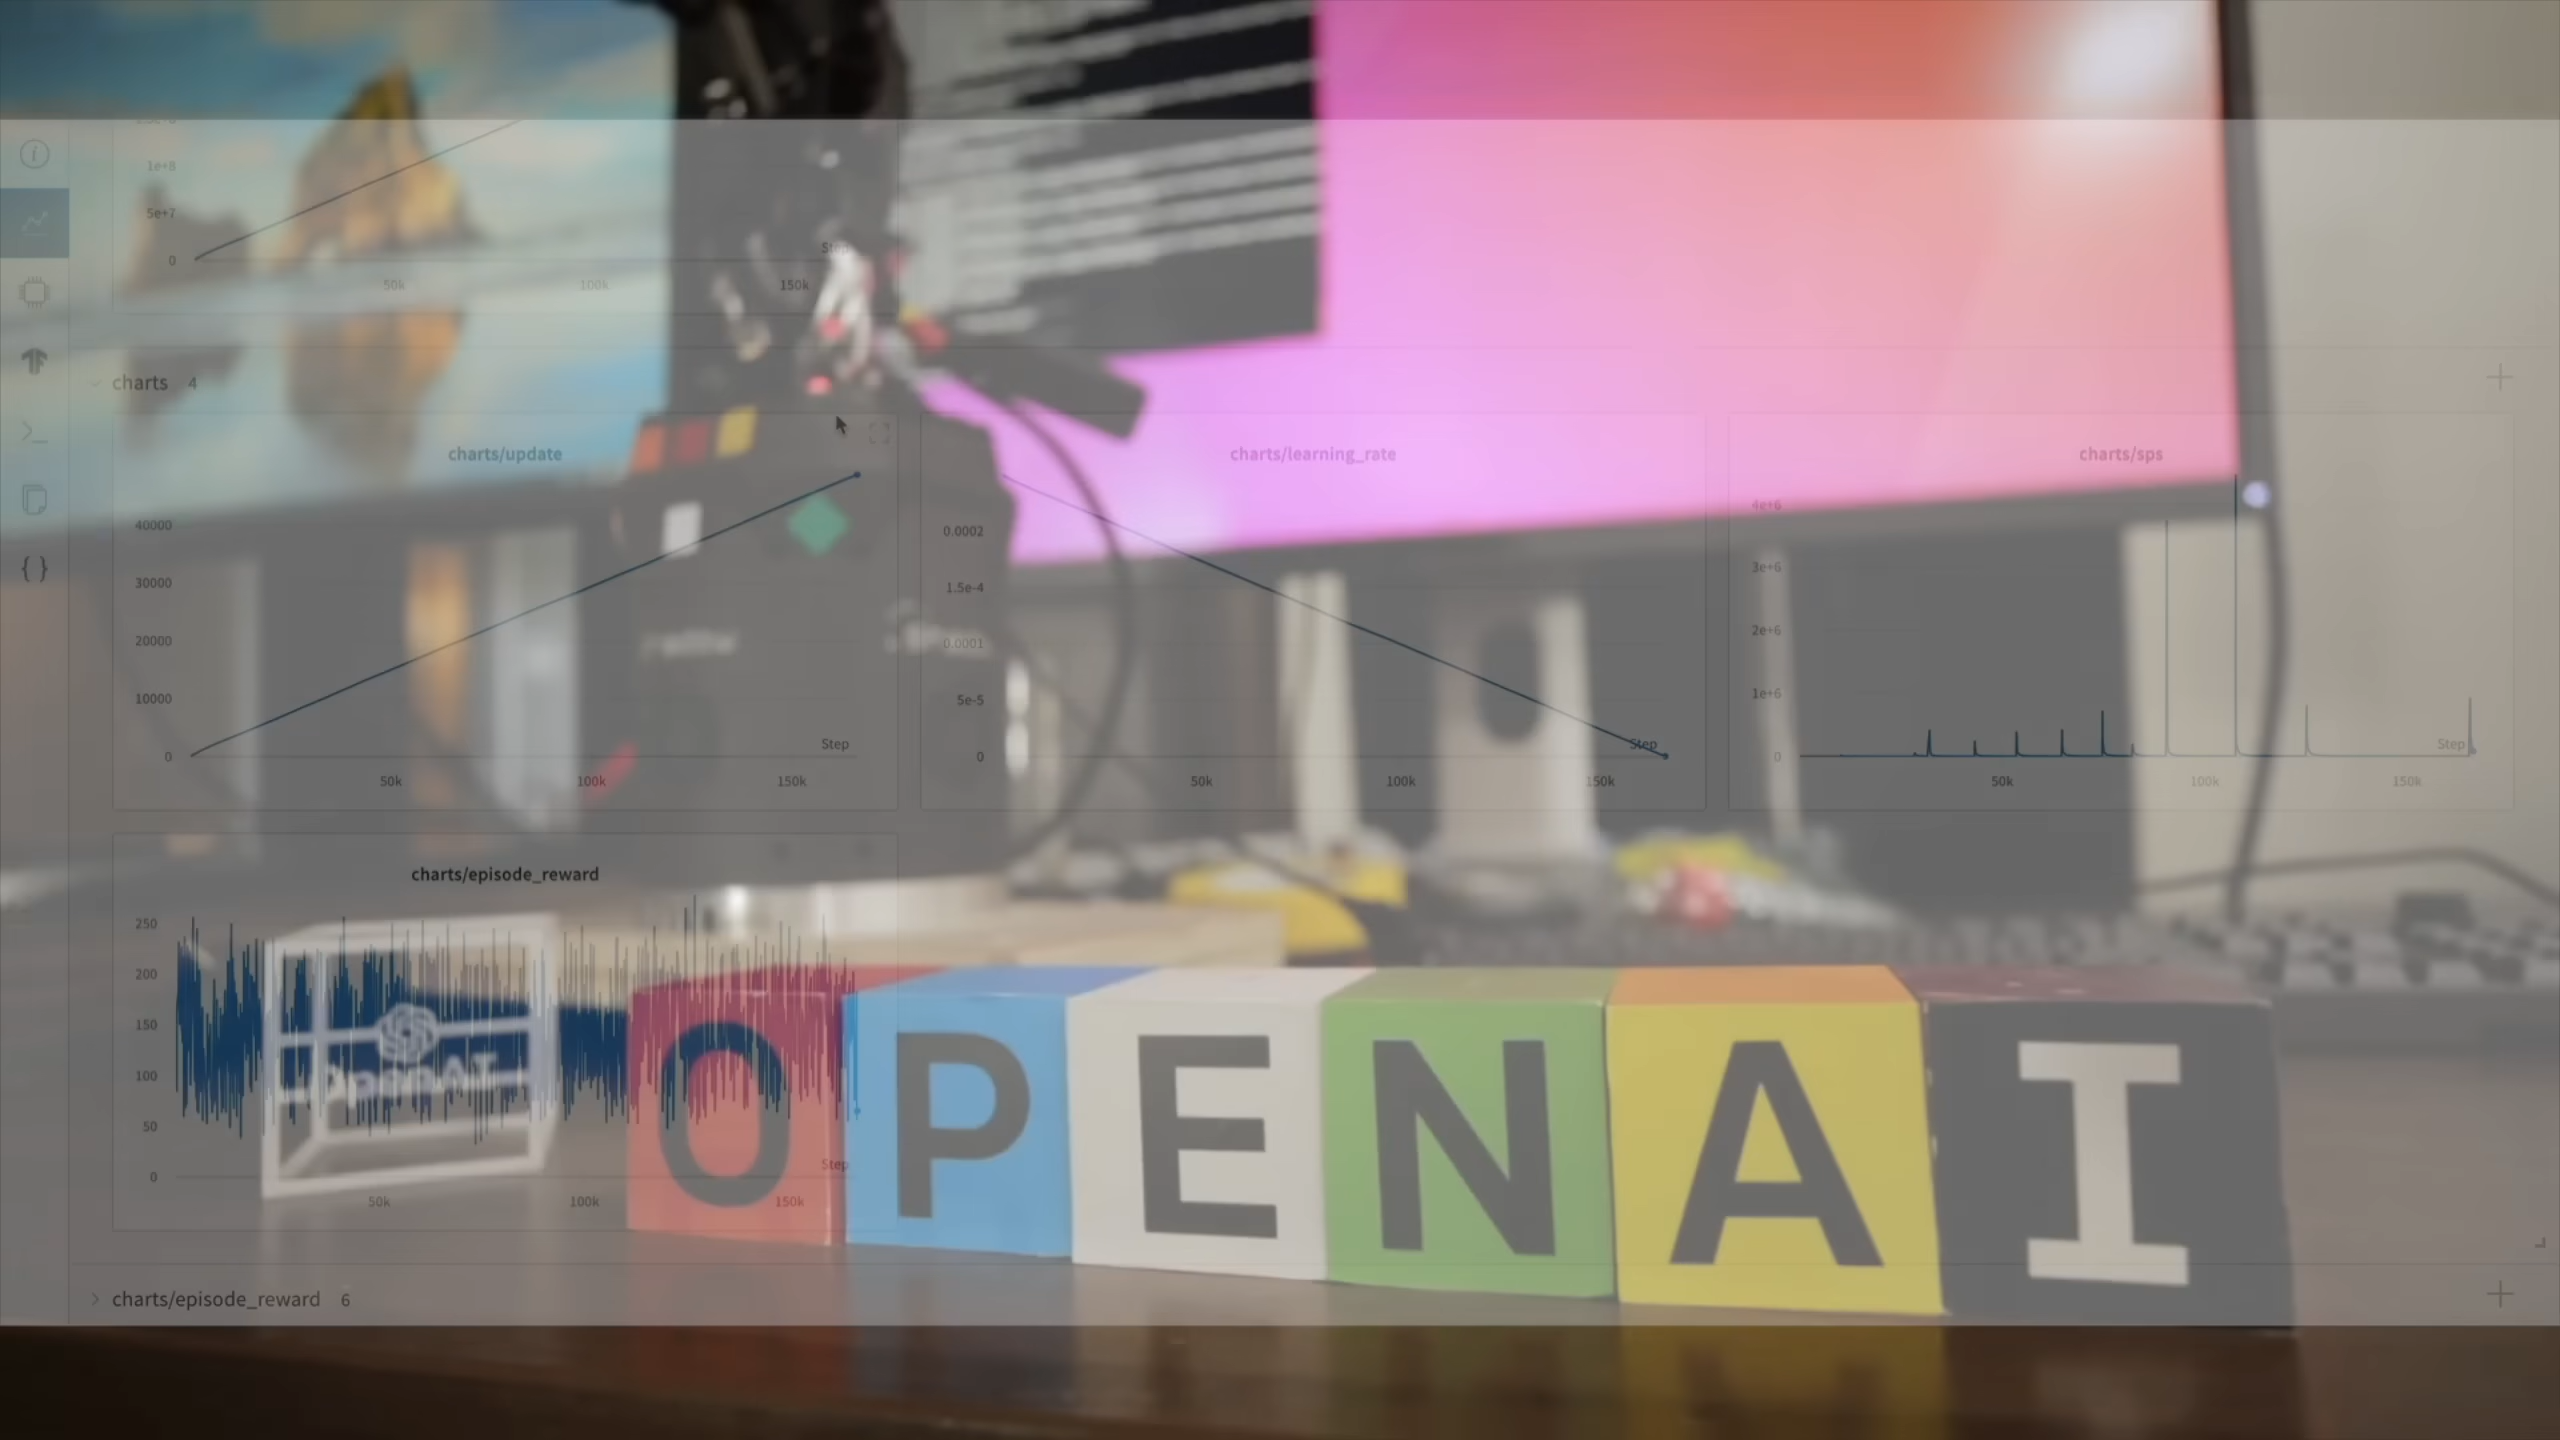 1e+8
5e+7
0
Step
50k 100k 150k
charts 4
charts/update
40000
30000
20000
10000
0
Step
50k 100k 150k
charts/learning_rate
0.0002
1.5e-4
0.0001
5e-5
0
Step
50k 100k 150k
charts/sps
4e+6
3e+6
2e+6
1e+6
0
Step
50k 100k 150k
charts/episode_reward
250
200
150
100
50
0
Step
50k 100k 150k
OpenAI
OPENAI
charts/episode_reward 6